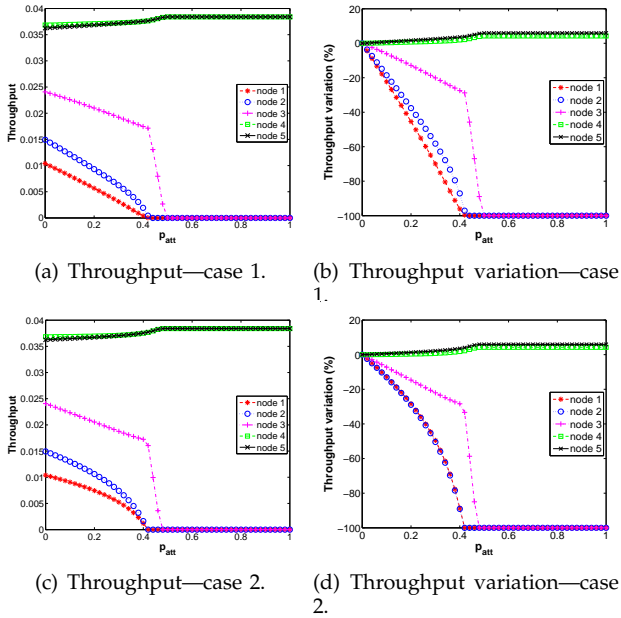 0.04
0.035
0.03
0.025
0.02
0.015
0.01
0.005
0
Throughput
0 0.2 0.4 0.6 0.8 1
p_att
node 1
node 2
node 3
node 4
node 5
(a) Throughput—case 1.
20
0
−20
−40
−60
−80
−100
Throughput variation (%)
0 0.2 0.4 0.6 0.8 1
p_att
node 1
node 2
node 3
node 4
node 5
(b) Throughput variation—case
1.
0.04
0.035
0.03
0.025
0.02
0.015
0.01
0.005
0
Throughput
0 0.2 0.4 0.6 0.8 1
p_att
node 1
node 2
node 3
node 4
node 5
(c) Throughput—case 2.
20
0
−20
−40
−60
−80
−100
Throughput variation (%)
0 0.2 0.4 0.6 0.8 1
p_att
node 1
node 2
node 3
node 4
node 5
(d) Throughput variation—case
2.